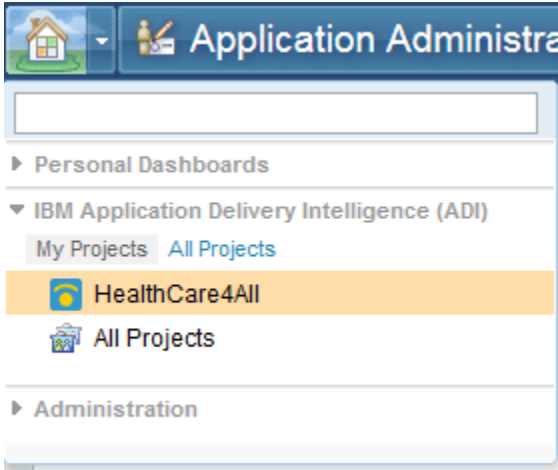 Application Administra
Personal Dashboards
IBM Application Delivery Intelligence (ADI)
My Projects All Projects
HealthCare4All
All Projects
Administration